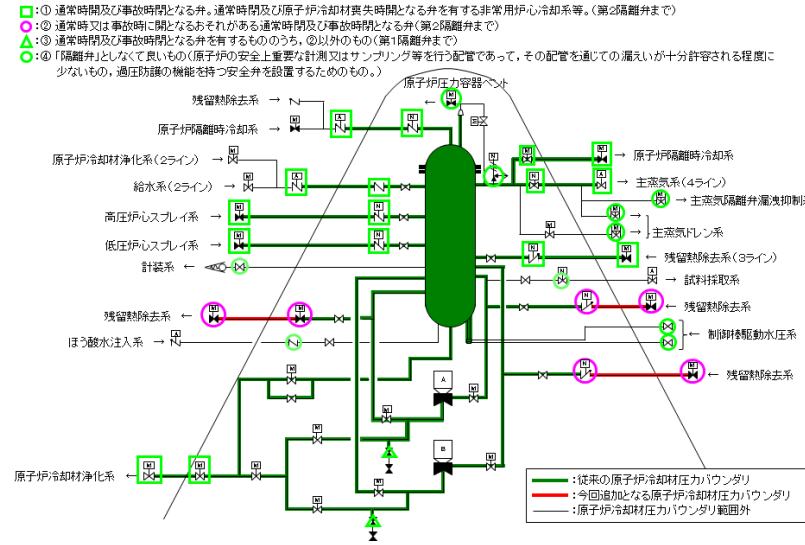 □:① 通常時開及び事故時閉となる弁。通常時閉及び原子炉冷却材喪失時開となる弁を有する非常用炉心冷却系等。(第2隔離弁まで)
○:② 通常時又は事故時に開となるおそれがある通常時閉及び事故時閉となる弁(第2隔離弁まで)
△:③ 通常時閉及び事故時閉となる弁を有するもののうち,②以外のもの(第1隔離弁まで)
○:④ 「隔離弁」としなくて良いもの(原子炉の安全上重要な計測又はサンプリング等を行う配管であって,その配管を通じての漏えいが十分許容される程度に
少ないもの,過圧防護の機能を持つ安全弁を設置するためのもの。)
原子炉圧力容器ベント
←
残留熱除去系
原子炉隔離時冷却系 →
→ 原子炉隔離時冷却系
原子炉冷却材浄化系(2ライン) →
→ 主蒸気系(4ライン)
給水系(2ライン) →
→ 主蒸気隔離弁漏洩抑制系
高圧炉心スプレイ系 →
→ 主蒸気ドレン系
低圧炉心スプレイ系 →
→ 残留熱除去系(3ライン)
計装系 ←
→ 試料採取系
残留熱除去系 ←
← 残留熱除去系
ほう酸水注入系 →
← 制御棒駆動水圧系
← 残留熱除去系
A
B
原子炉冷却材浄化系 ←
:従来の原子炉冷却材圧力バウンダリ
:今回追加となる原子炉冷却材圧力バウンダリ
:原子炉冷却材圧力バウンダリ範囲外